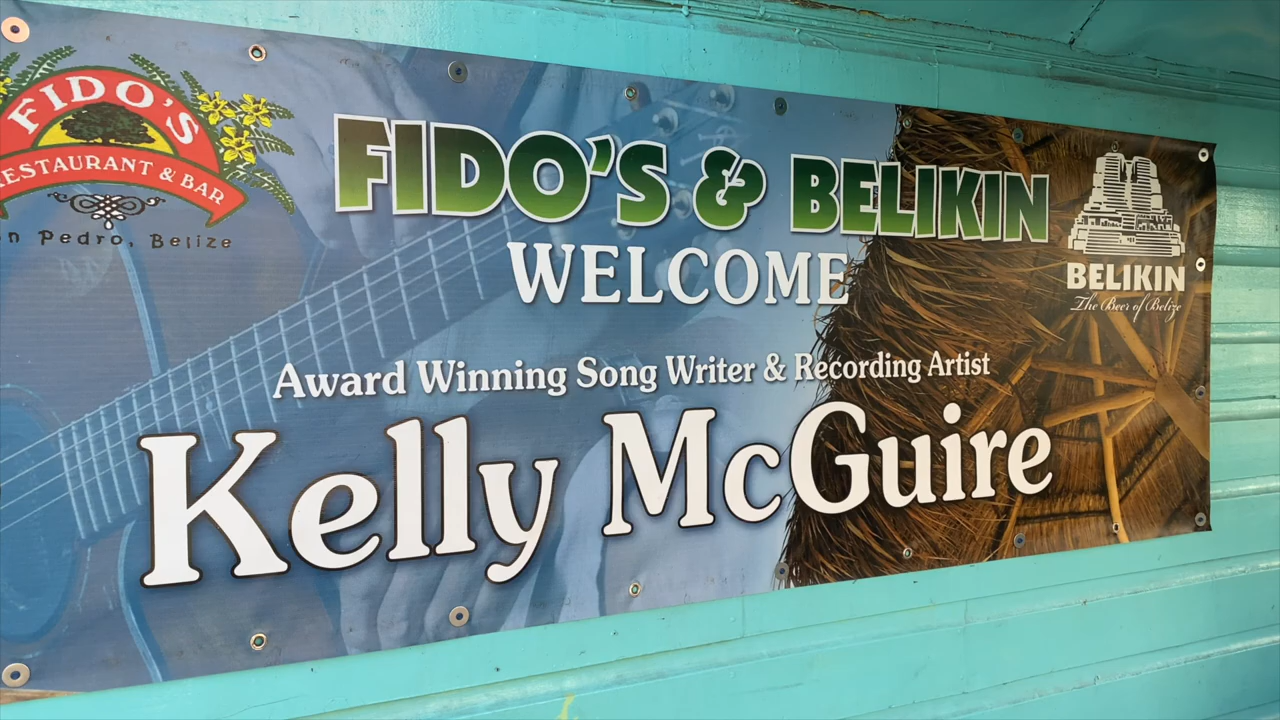 FIDO'S
RESTAURANT & BAR
San Pedro, Belize
FIDO'S & BELIKIN
WELCOME
Award Winning Song Writer & Recording Artist
Kelly McGuire
BELIKIN
The Beer of Belize